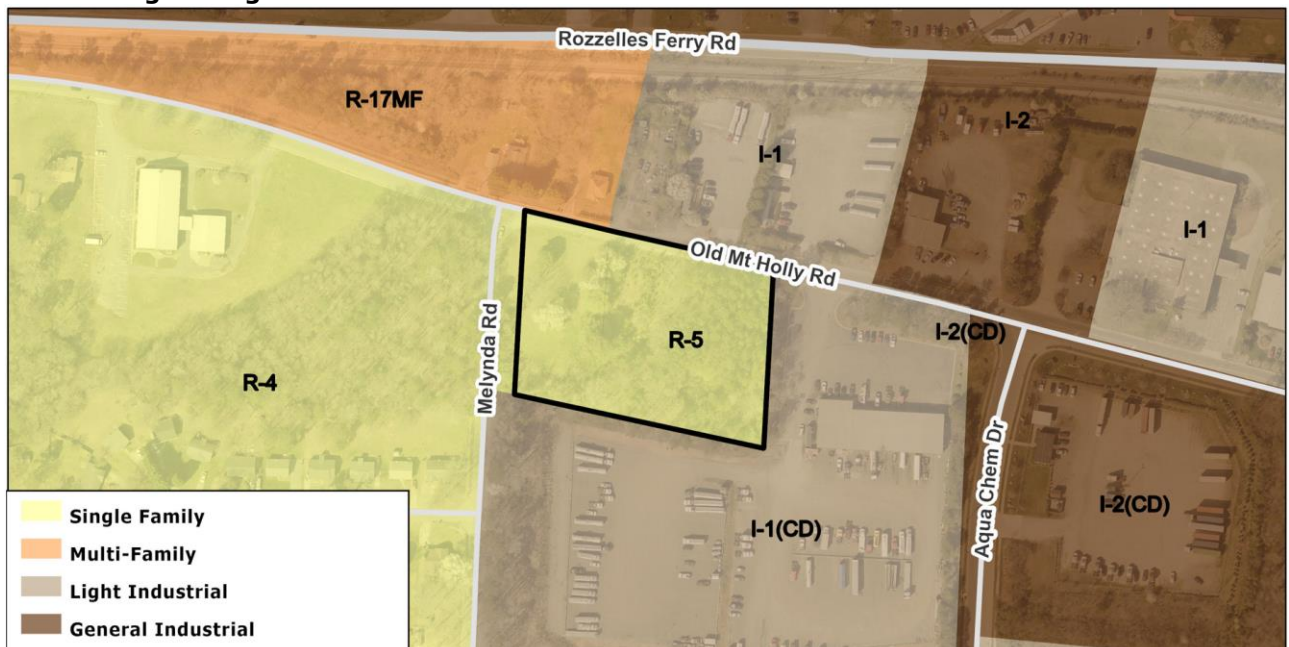 Rozzelles Ferry Rd
R-17MF
I-2
I-1
I-1
Old Mt Holly Rd
I-2(CD)
R-5
Melynda Rd
R-4
Aqua Chem Dr
I-2(CD)
I-1(CD)
Single Family
Multi-Family
Light Industrial
General Industrial